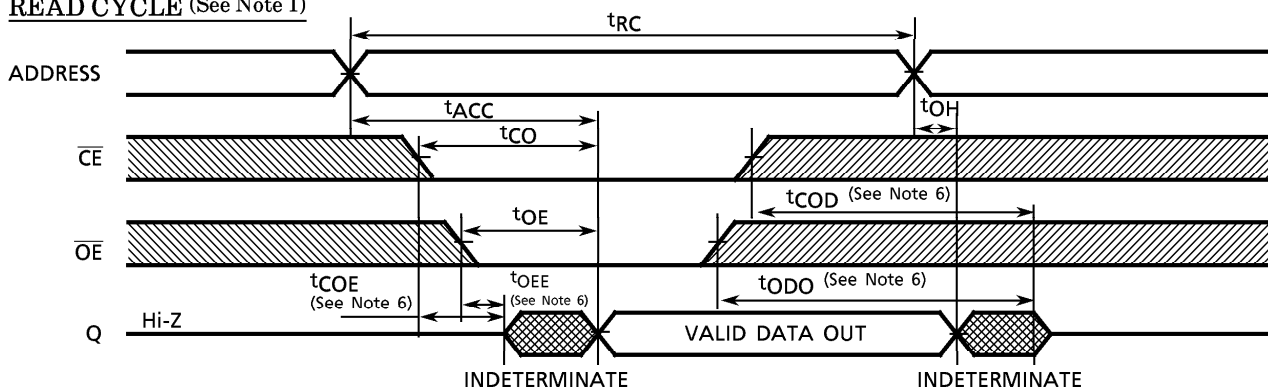 READ CYCLE (See Note 1)
tRC
ADDRESS
tACC
tOH
tCO
CE
tCOD (See Note 6)
tOE
OE
tCOE
(See Note 6)
tOEE
(See Note 6)
tODO (See Note 6)
Hi-Z
Q
VALID DATA OUT
INDETERMINATE
INDETERMINATE